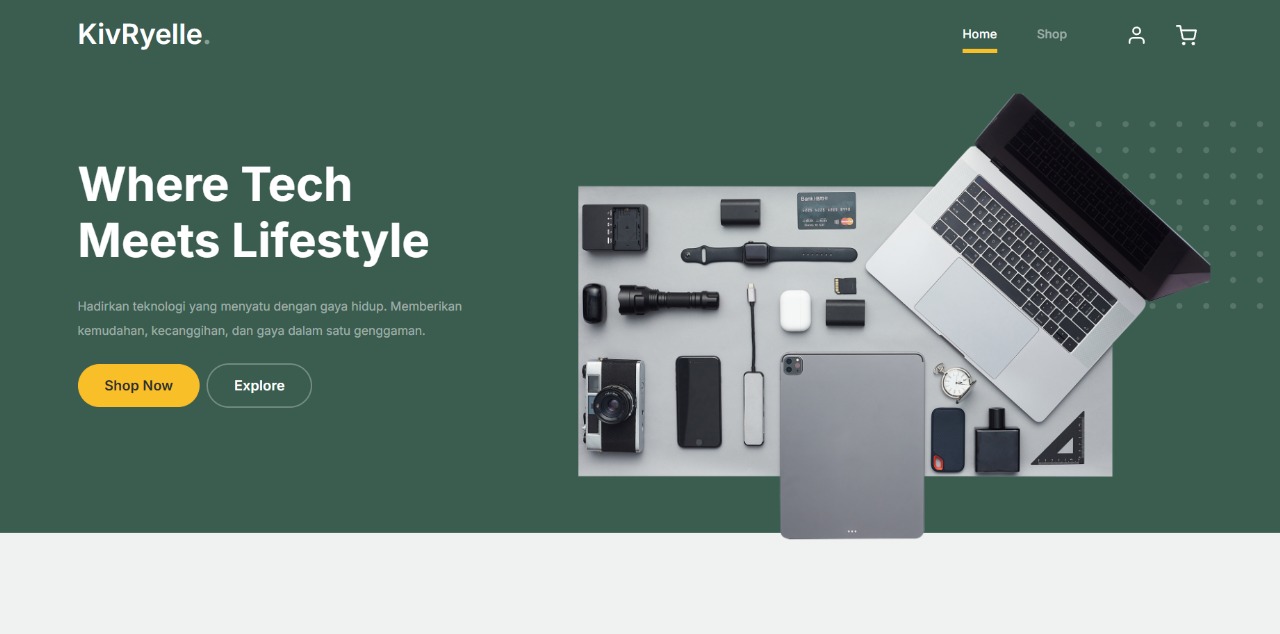 KivRyelle.
Home
Shop
Where Tech
Meets Lifestyle
Hadirkan teknologi yang menyatu dengan gaya hidup. Memberikan
kemudahan, kecanggihan, dan gaya dalam satu genggaman.
Shop Now
Explore